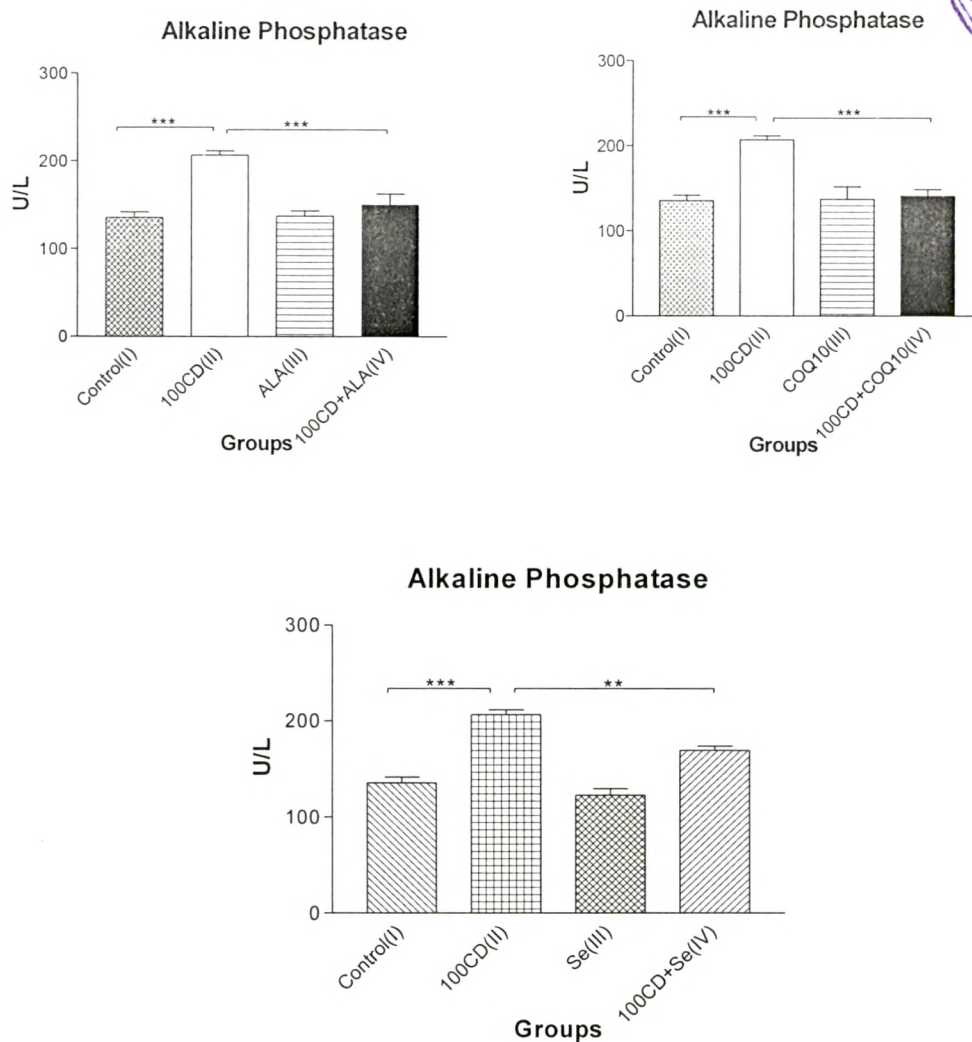 Alkaline Phosphatase
300
200
100
0
U/L
***
***
Control(I)
100CD(II)
ALA(III)
100CD+ALA(IV)
Groups
Alkaline Phosphatase
300
200
100
0
U/L
***
***
Control(I)
100CD(II)
COQ10(III)
100CD+COQ10(IV)
Groups
Alkaline Phosphatase
300
200
100
0
U/L
***
**
Control(I)
100CD(II)
Se(III)
100CD+Se(IV)
Groups